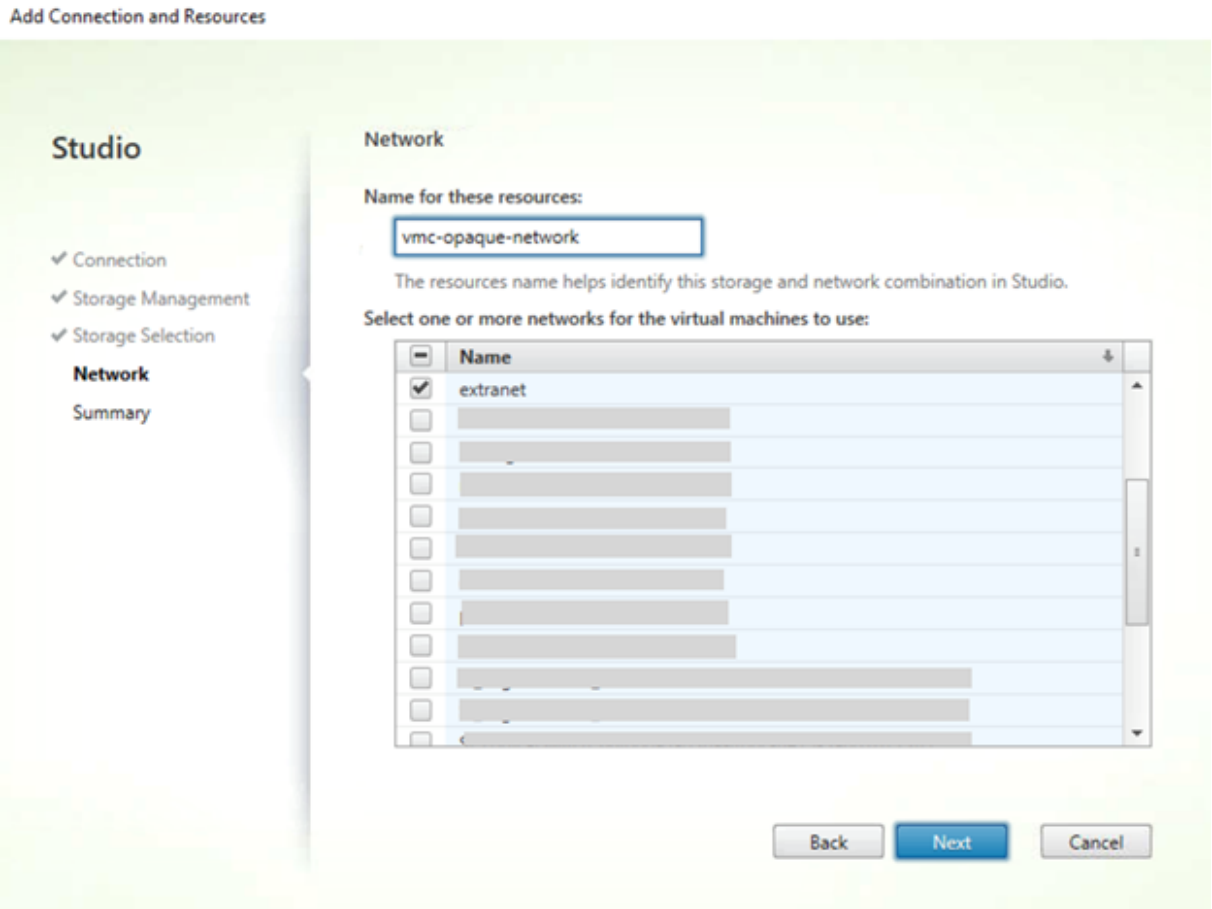 Add Connection and Resources
Studio
Connection
Storage Management
Storage Selection
Network
Summary
Network
Name for these resources:
vmc-opaque-network
The resources name helps identify this storage and network combination in Studio.
Select one or more networks for the virtual machines to use:
Name
extranet
Back
Next
Cancel